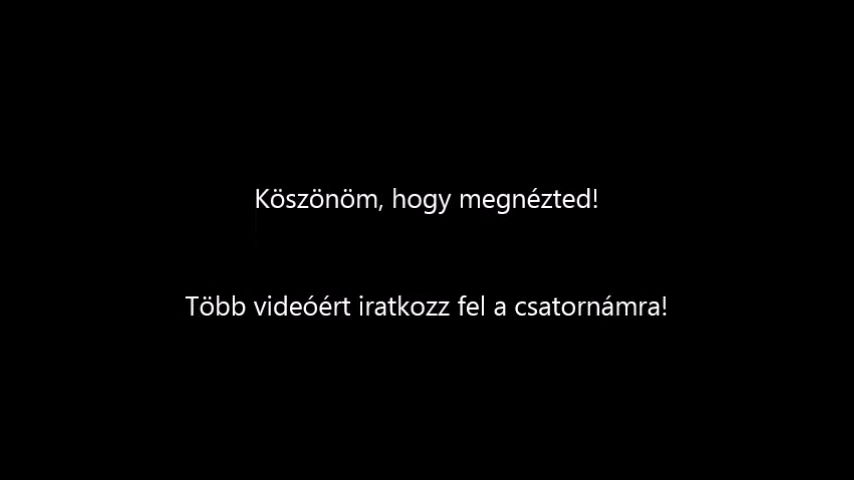 Köszönöm, hogy megnézted!
Több videóért iratkozz fel a csatornámra!